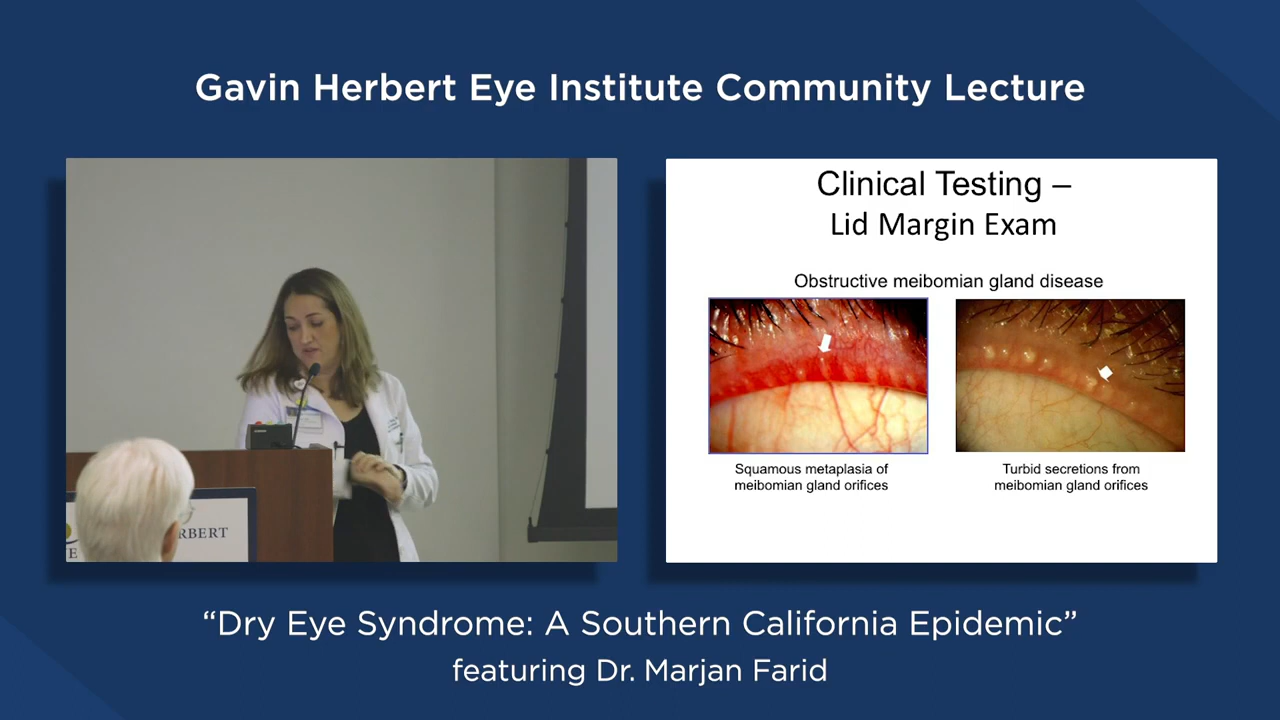 Gavin Herbert Eye Institute Community Lecture
Clinical Testing –
Lid Margin Exam
Obstructive meibomian gland disease
Squamous metaplasia of
meibomian gland orifices
Turbid secretions from
meibomian gland orifices
RBERT
“Dry Eye Syndrome: A Southern California Epidemic”
featuring Dr. Marjan Farid